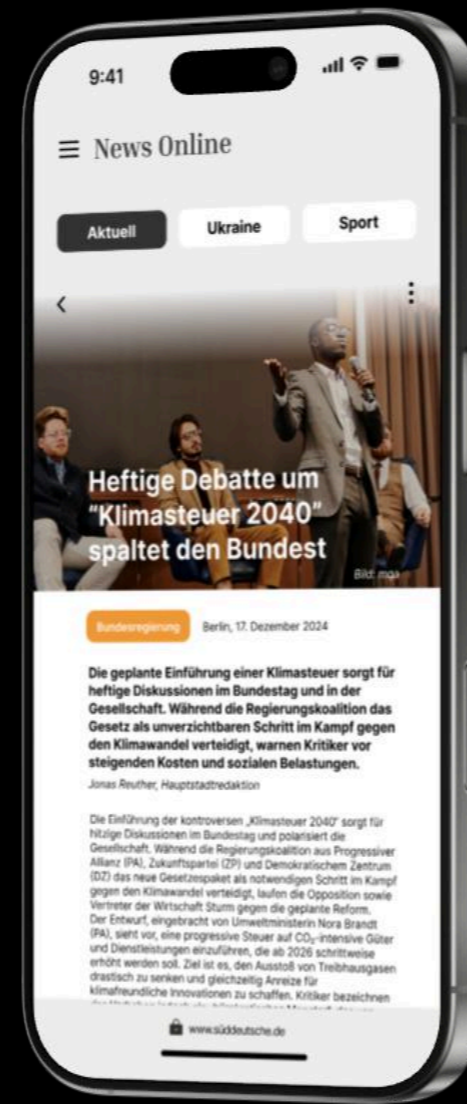 9:41
News Online
Aktuell
Ukraine
Sport
Heftige Debatte um
“Klimasteuer 2040”
spaltet den Bundest
Bild: mqa
Bundesregierung
Berlin, 17. Dezember 2024
Die geplante Einführung einer Klimasteuer sorgt für
heftige Diskussionen im Bundestag und in der
Gesellschaft. Während die Regierungskoalition das
Gesetz als unverzichtbaren Schritt im Kampf gegen
den Klimawandel verteidigt, warnen Kritiker vor
steigenden Kosten und sozialen Belastungen.
Jonas Reuther, Hauptstadtredaktion
Die Einführung der kontroversen „Klimasteuer 2040“ sorgt für
hitzige Diskussionen im Bundestag und polarisiert die
Gesellschaft. Während die Regierungskoalition aus Progressiver
Allianz (PA), Zukunftspartei (ZP) und Demokratischem Zentrum
(DZ) das neue Gesetzespaket als notwendigen Schritt im Kampf
gegen den Klimawandel verteidigt, laufen die Opposition sowie
Vertreter der Wirtschaft Sturm gegen die geplante Reform.
Der Entwurf, eingebracht von Umweltministerin Nora Brandt
(PA), sieht vor, eine progressive Steuer auf CO₂-intensive Güter
und Dienstleistungen einzuführen, die ab 2026 schrittweise
erhöht werden soll. Ziel ist es, den Ausstoß von Treibhausgasen
drastisch zu senken und gleichzeitig Anreize für
klimafreundliche Innovationen zu schaffen. Kritiker bezeichnen
www.süddeutsche.de